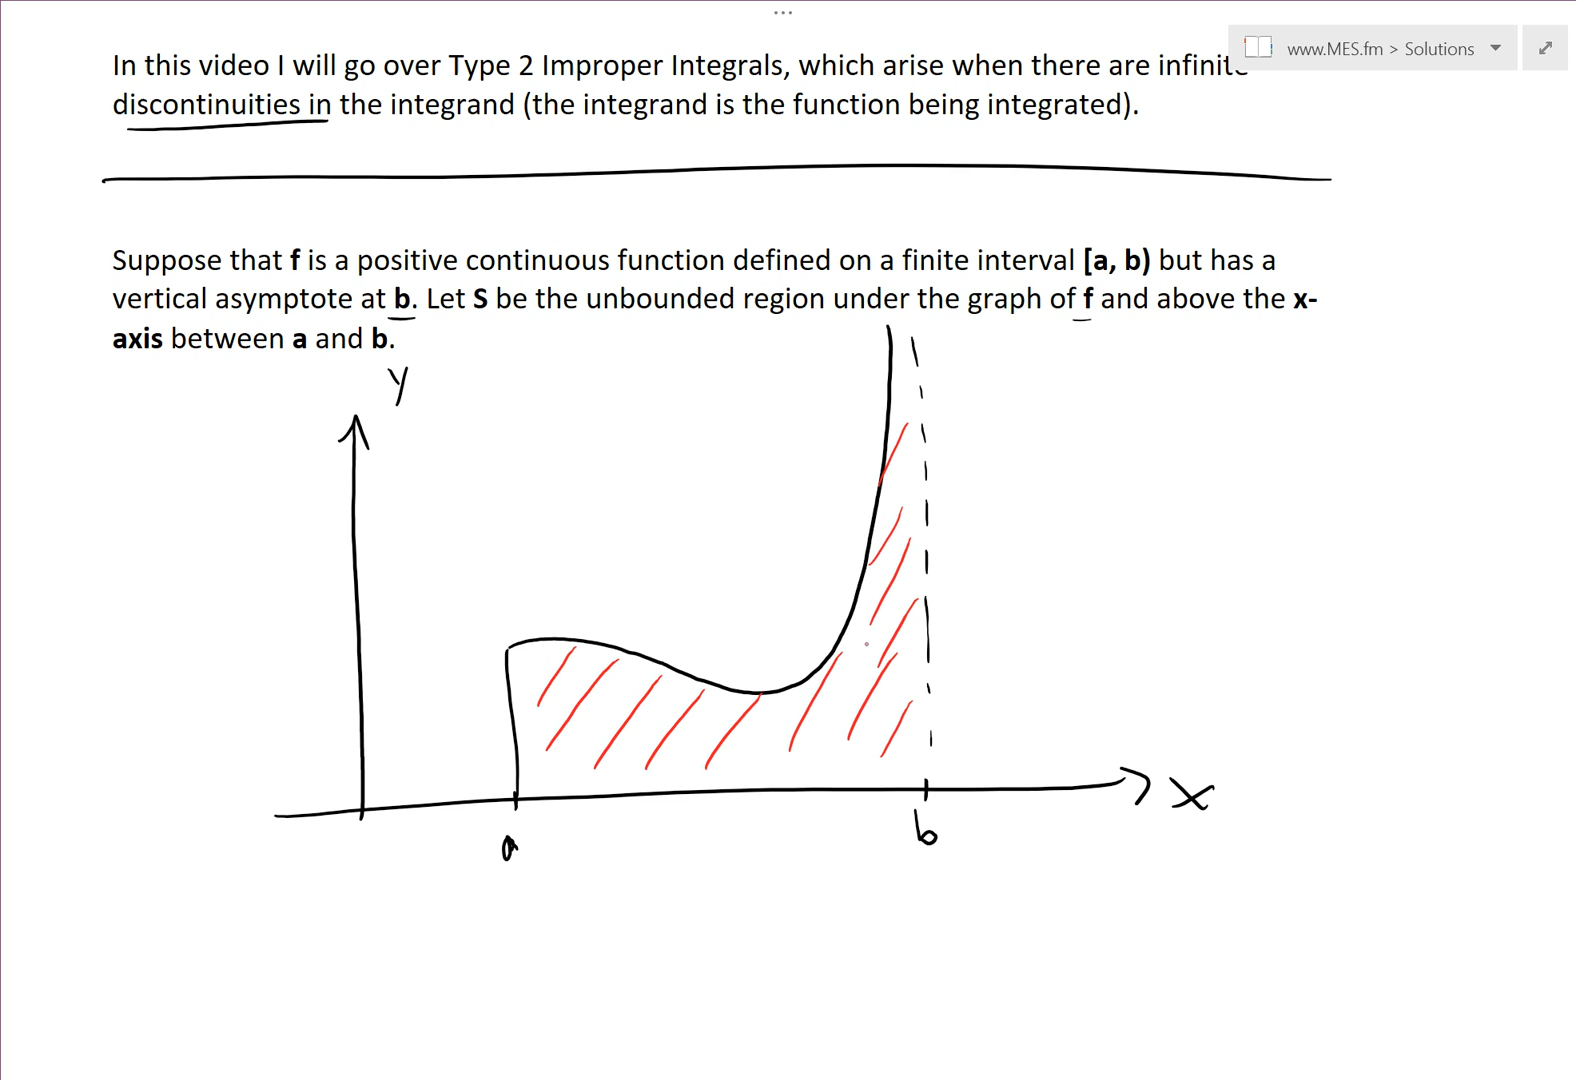 www.MES.fm > Solutions
In this video I will go over Type 2 Improper Integrals, which arise when there are infinite
discontinuities in the integrand (the integrand is the function being integrated).
Suppose that f is a positive continuous function defined on a finite interval [a, b) but has a
vertical asymptote at b. Let S be the unbounded region under the graph of f and above the x-
axis between a and b.
y
x
a
b